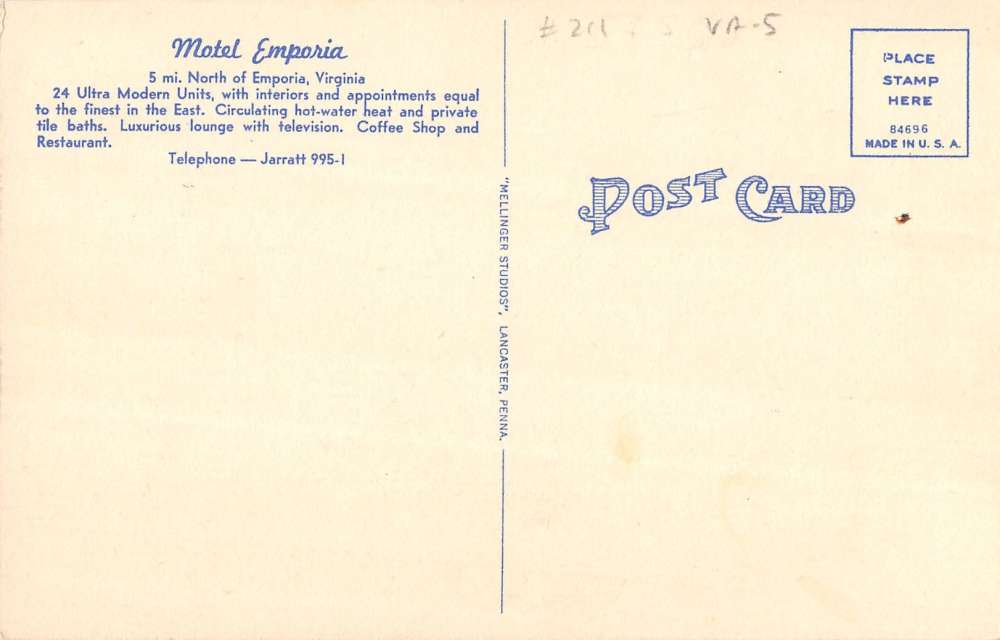 Motel Emporia
5 mi. North of Emporia, Virginia
24 Ultra Modern Units, with interiors and appointments equal
to the finest in the East. Circulating hot-water heat and private
tile baths. Luxurious lounge with television. Coffee Shop and
Restaurant.
Telephone — Jarratt 995-1
"MELLINGER STUDIOS", LANCASTER, PENNA.
VA-5
PLACE
STAMP
HERE
84696
MADE IN U. S. A.
POST CARD